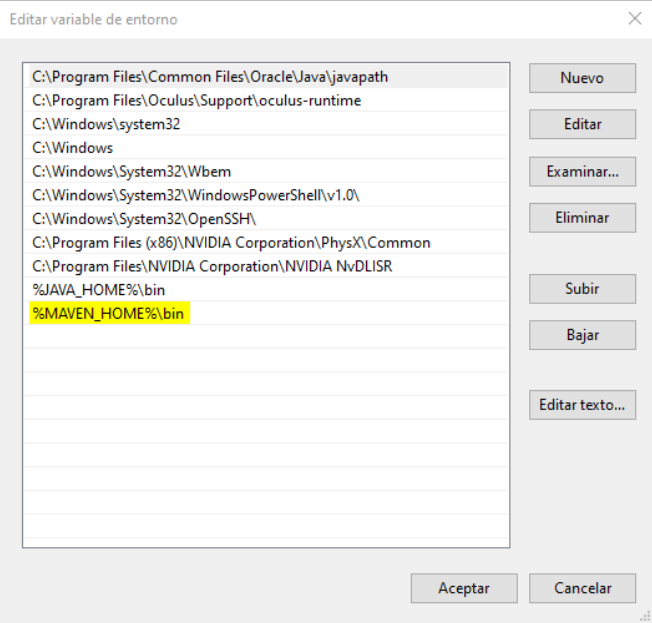 Editar variable de entorno
C:\Program Files\Common Files\Oracle\Java\javapath
C:\Program Files\Oculus\Support\oculus-runtime
C:\Windows\system32
C:\Windows
C:\Windows\System32\Wbem
C:\Windows\System32\WindowsPowerShell\v1.0\
C:\Windows\System32\OpenSSH\
C:\Program Files (x86)\NVIDIA Corporation\PhysX\Common
C:\Program Files\NVIDIA Corporation\NVIDIA NvDLISR
%JAVA_HOME%\bin
%MAVEN_HOME%\bin
Nuevo
Editar
Examinar...
Eliminar
Subir
Bajar
Editar texto...
Aceptar
Cancelar